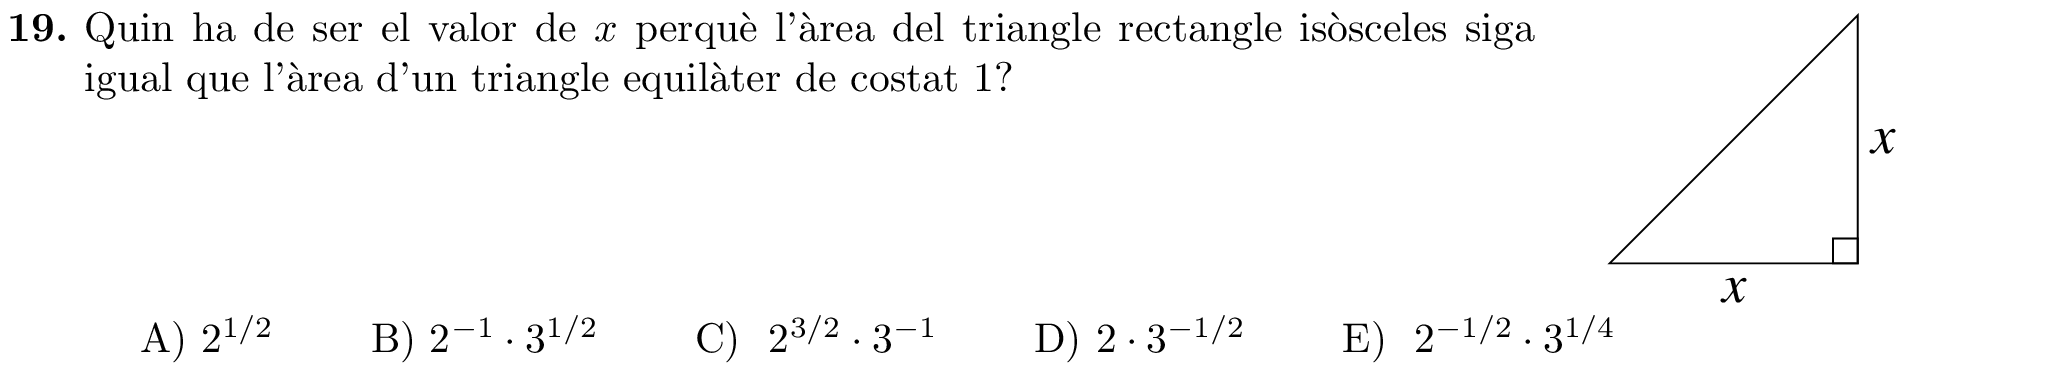 19. Quin ha de ser el valor de x perquè l'àrea del triangle rectangle isòsceles siga
igual que l'àrea d'un triangle equilàter de costat 1?
x
x
A) 2^{1/2} B) 2^{−1} · 3^{1/2} C) 2^{3/2} · 3^{−1} D) 2 · 3^{−1/2} E) 2^{−1/2} · 3^{1/4}